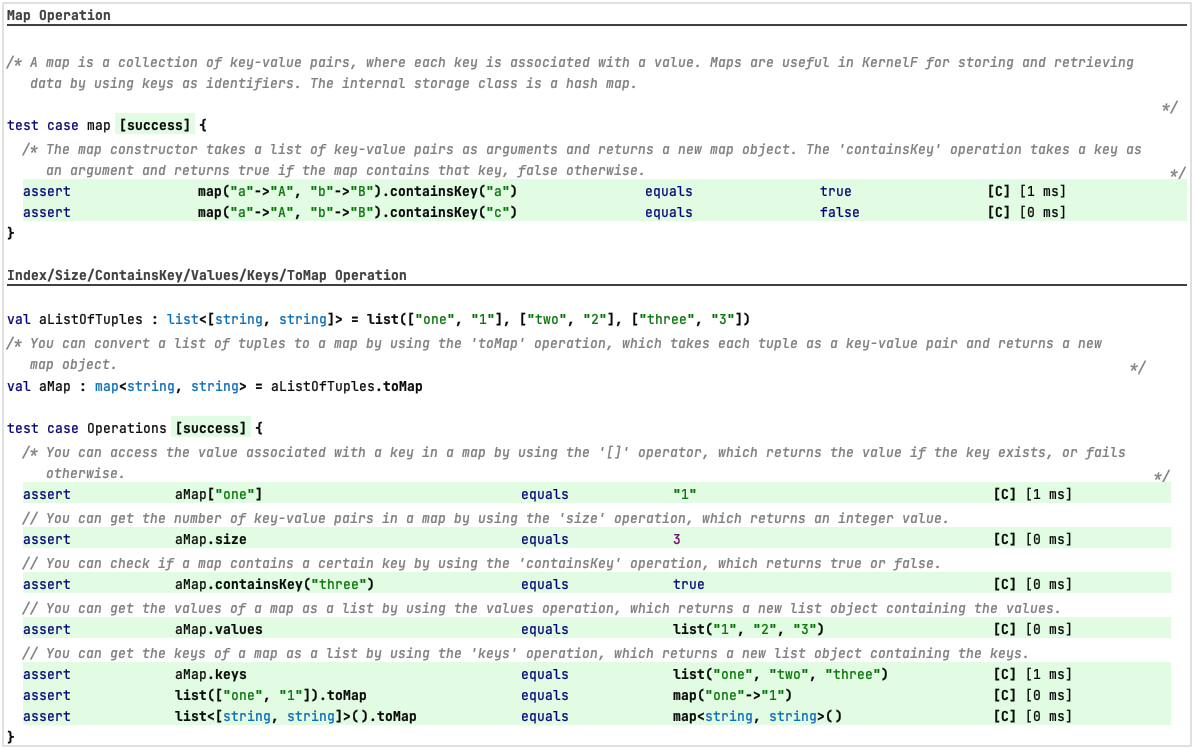 Map Operation
/* A map is a collection of key-value pairs, where each key is associated with a value. Maps are useful in KernelF for storing and retrieving
data by using keys as identifiers. The internal storage class is a hash map.
*/
test case map [success] {
/* The map constructor takes a list of key-value pairs as arguments and returns a new map object. The 'containsKey' operation takes a key as
an argument and returns true if the map contains that key, false otherwise. */
assert map("a"->"A", "b"->"B").containsKey("a") equals true [C] [1 ms]
assert map("a"->"A", "b"->"B").containsKey("c") equals false [C] [0 ms]
}
Index/Size/ContainsKey/Values/Keys/ToMap Operation
val aListOfTuples : list<[string, string]> = list(["one", "1"], ["two", "2"], ["three", "3"])
/* You can convert a list of tuples to a map by using the 'toMap' operation, which takes each tuple as a key-value pair and returns a new
map object. */
val aMap : map<string, string> = aListOfTuples.toMap
test case Operations [success] {
/* You can access the value associated with a key in a map by using the '[]' operator, which returns the value if the key exists, or fails
otherwise. */
assert aMap["one"] equals "1" [C] [1 ms]
// You can get the number of key-value pairs in a map by using the 'size' operation, which returns an integer value.
assert aMap.size equals 3 [C] [0 ms]
// You can check if a map contains a certain key by using the 'containsKey' operation, which returns true or false.
assert aMap.containsKey("three") equals true [C] [0 ms]
// You can get the values of a map as a list by using the values operation, which returns a new list object containing the values.
assert aMap.values equals list("1", "2", "3") [C] [0 ms]
// You can get the keys of a map as a list by using the 'keys' operation, which returns a new list object containing the keys.
assert aMap.keys equals list("one", "two", "three") [C] [1 ms]
assert list(["one", "1"]).toMap equals map("one"->"1") [C] [0 ms]
assert list<[string, string]>().toMap equals map<string, string>() [C] [0 ms]
}